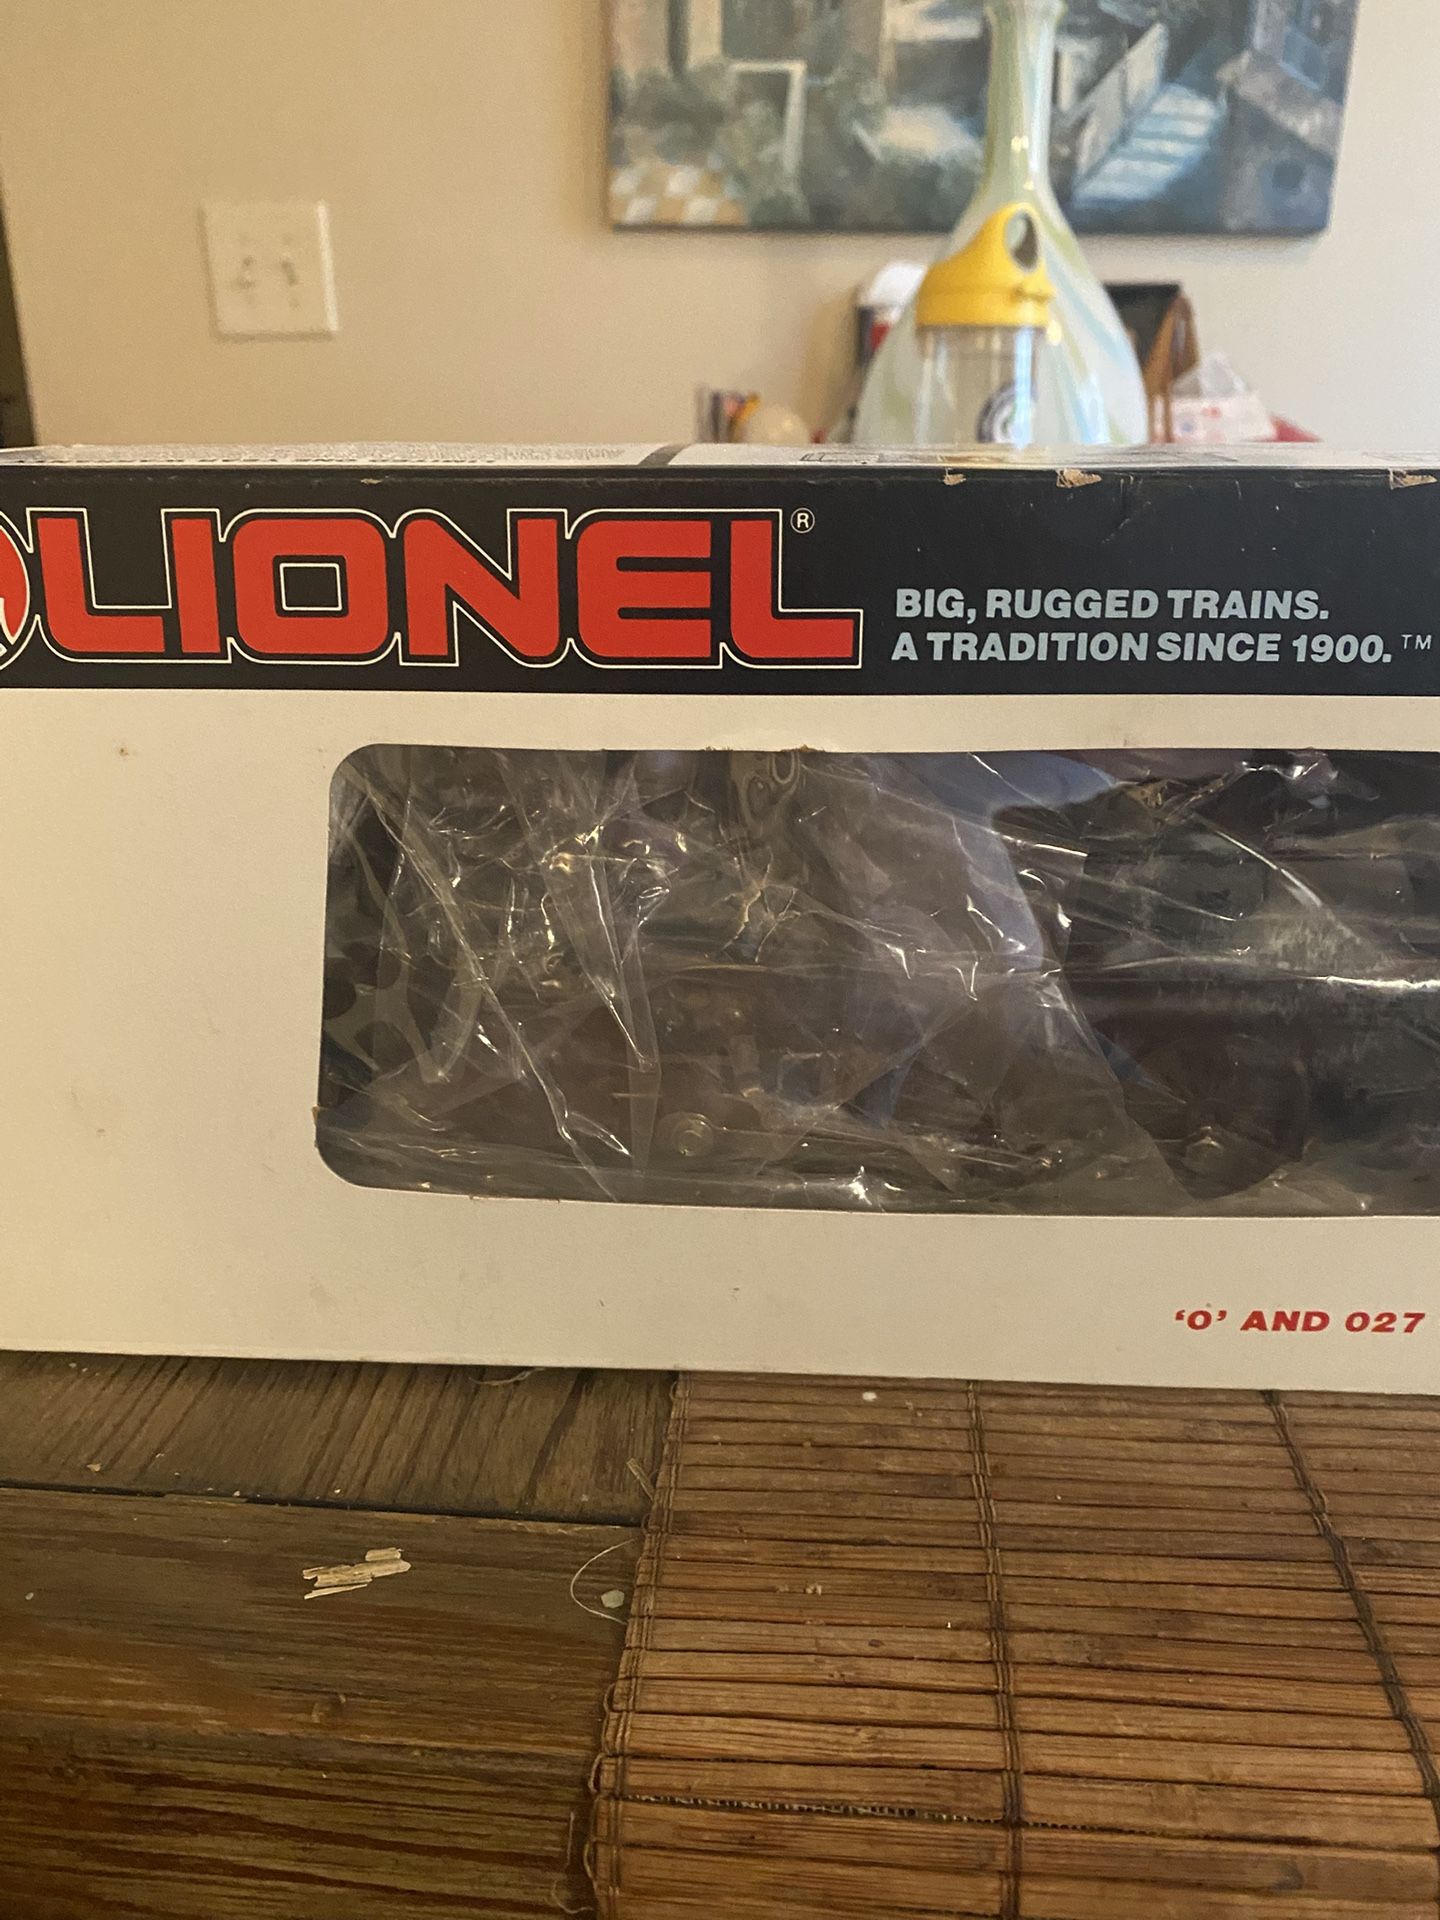 LIONEL®
BIG, RUGGED TRAINS.
A TRADITION SINCE 1900.™
‘O’ AND 027